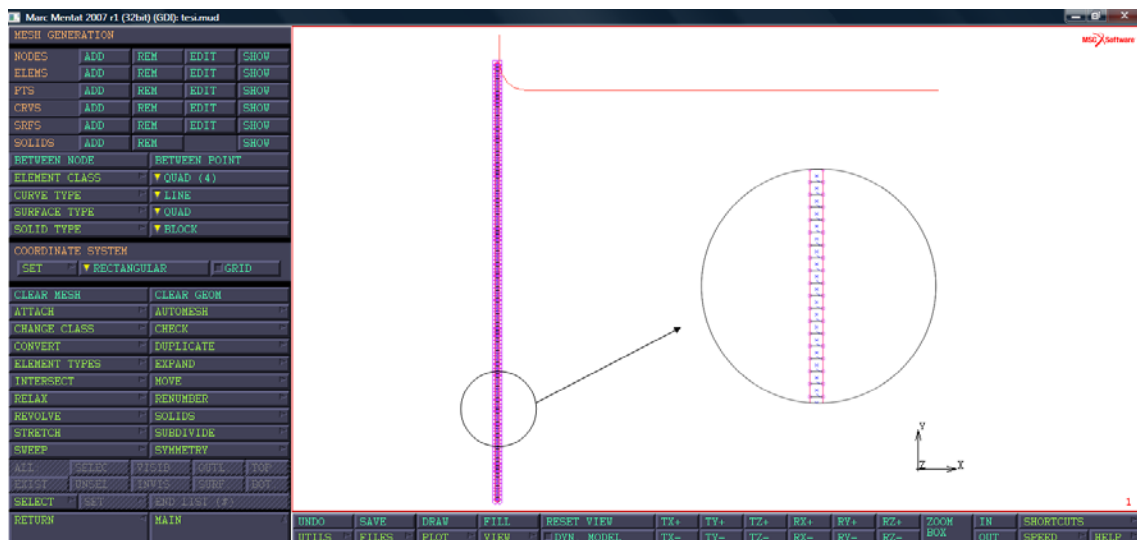 Marc Mentat 2007 r1 (32bit) (GDI): tesi.mud
MESH GENERATION
MSC Software
NODES ADD REM EDIT SHOW
ELEMS ADD REM EDIT SHOW
PTS ADD REM EDIT SHOW
CRVS ADD REM EDIT SHOW
SRFS ADD REM EDIT SHOW
SOLIDS ADD REM SHOW
BETWEEN NODE BETWEEN POINT
ELEMENT CLASS QUAD (4)
CURVE TYPE LINE
SURFACE TYPE QUAD
SOLID TYPE BLOCK
COORDINATE SYSTEM
SET RECTANGULAR GRID
CLEAR MESH CLEAR GEOM
ATTACH AUTOMESH
CHANGE CLASS CHECK
CONVERT DUPLICATE
ELEMENT TYPES EXPAND
INTERSECT MOVE
RELAX RENUMBER
REVOLVE SOLIDS
STRETCH SUBDIVIDE
SWEEP SYMMETRY
ALL SELEC VISIB OUTL TOP
EXIST UNSEL INVIS SURF BOT
SELECT SET END LIST (#)
RETURN MAIN
Y
Z X
1
UNDO SAVE DRAW FILL RESET VIEW TX+ TY+ TZ+ RX+ RY+ RZ+ ZOOM BOX IN SHORTCUTS
UTILS FILES PLOT VIEW DYN. MODEL TX- TY- TZ- RX- RY- RZ- OUT SPEED HELP